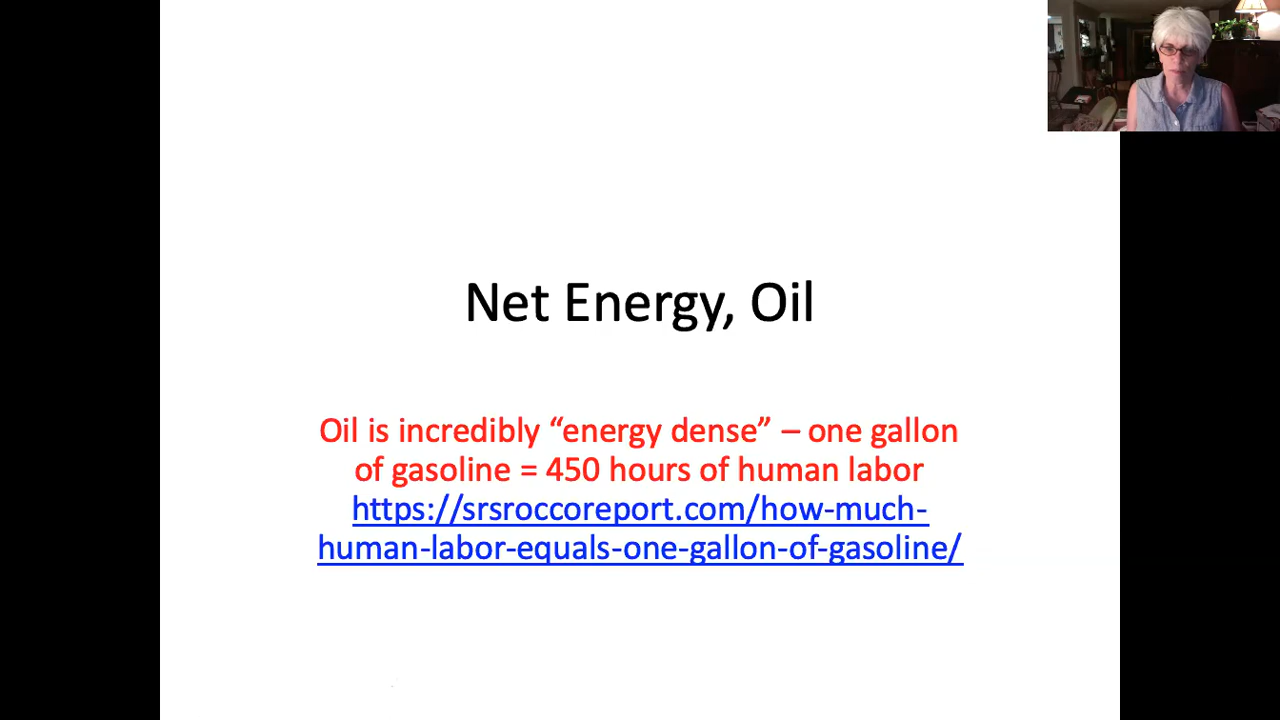 Net Energy, Oil
Oil is incredibly “energy dense” – one gallon
of gasoline = 450 hours of human labor
https://srsroccoreport.com/how-much-
human-labor-equals-one-gallon-of-gasoline/